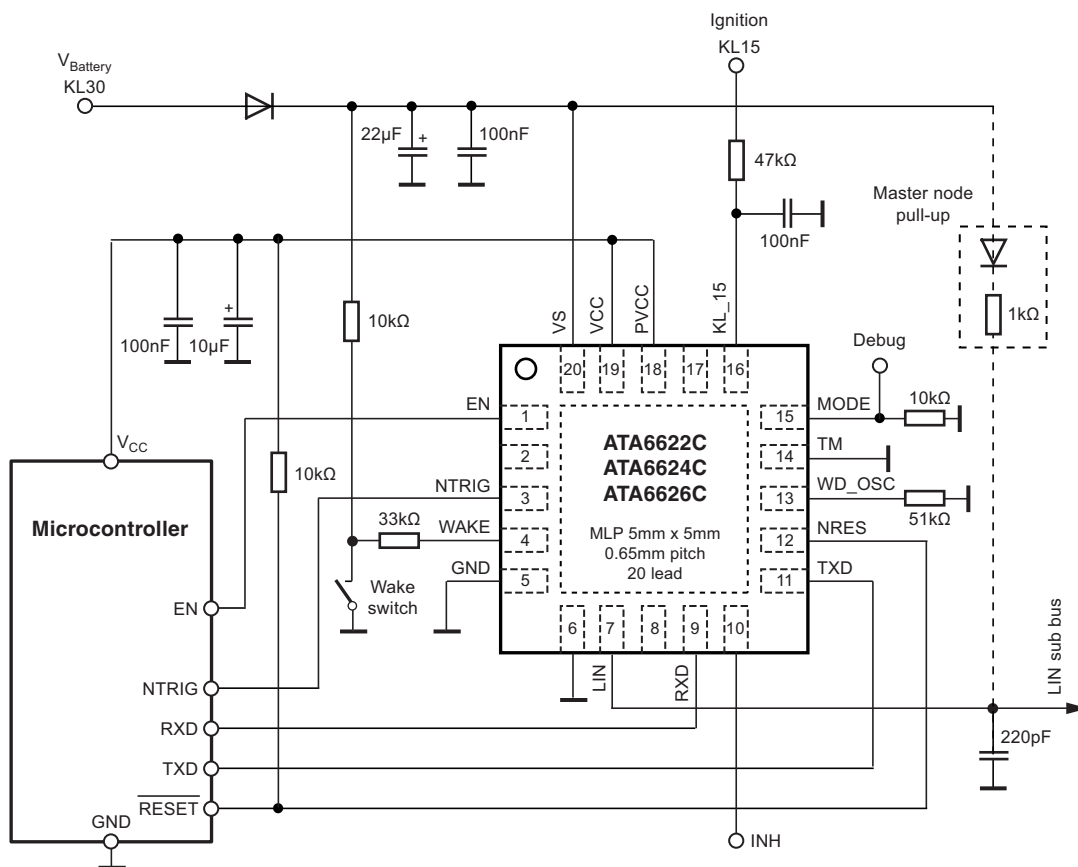 Ignition
KL15
V_Battery
KL30
22µF
+
100nF
47kΩ
Master node
pull-up
100nF
1kΩ
100nF
10µF
+
10kΩ
VS
VCC
PVCC
KL_15
Debug
20
19
18
17
16
EN
1
15
MODE
10kΩ
V_CC
2
14
TM
10kΩ
NTRIG
3
13
WD_OSC
51kΩ
33kΩ
WAKE
4
12
NRES
GND
5
11
TXD
ATA6622C
ATA6624C
ATA6626C
MLP 5mm x 5mm
0.65mm pitch
20 lead
Microcontroller
Wake
switch
6
7
8
9
10
LIN
RXD
EN
NTRIG
RXD
TXD
RESET
GND
INH
LIN sub bus
220pF